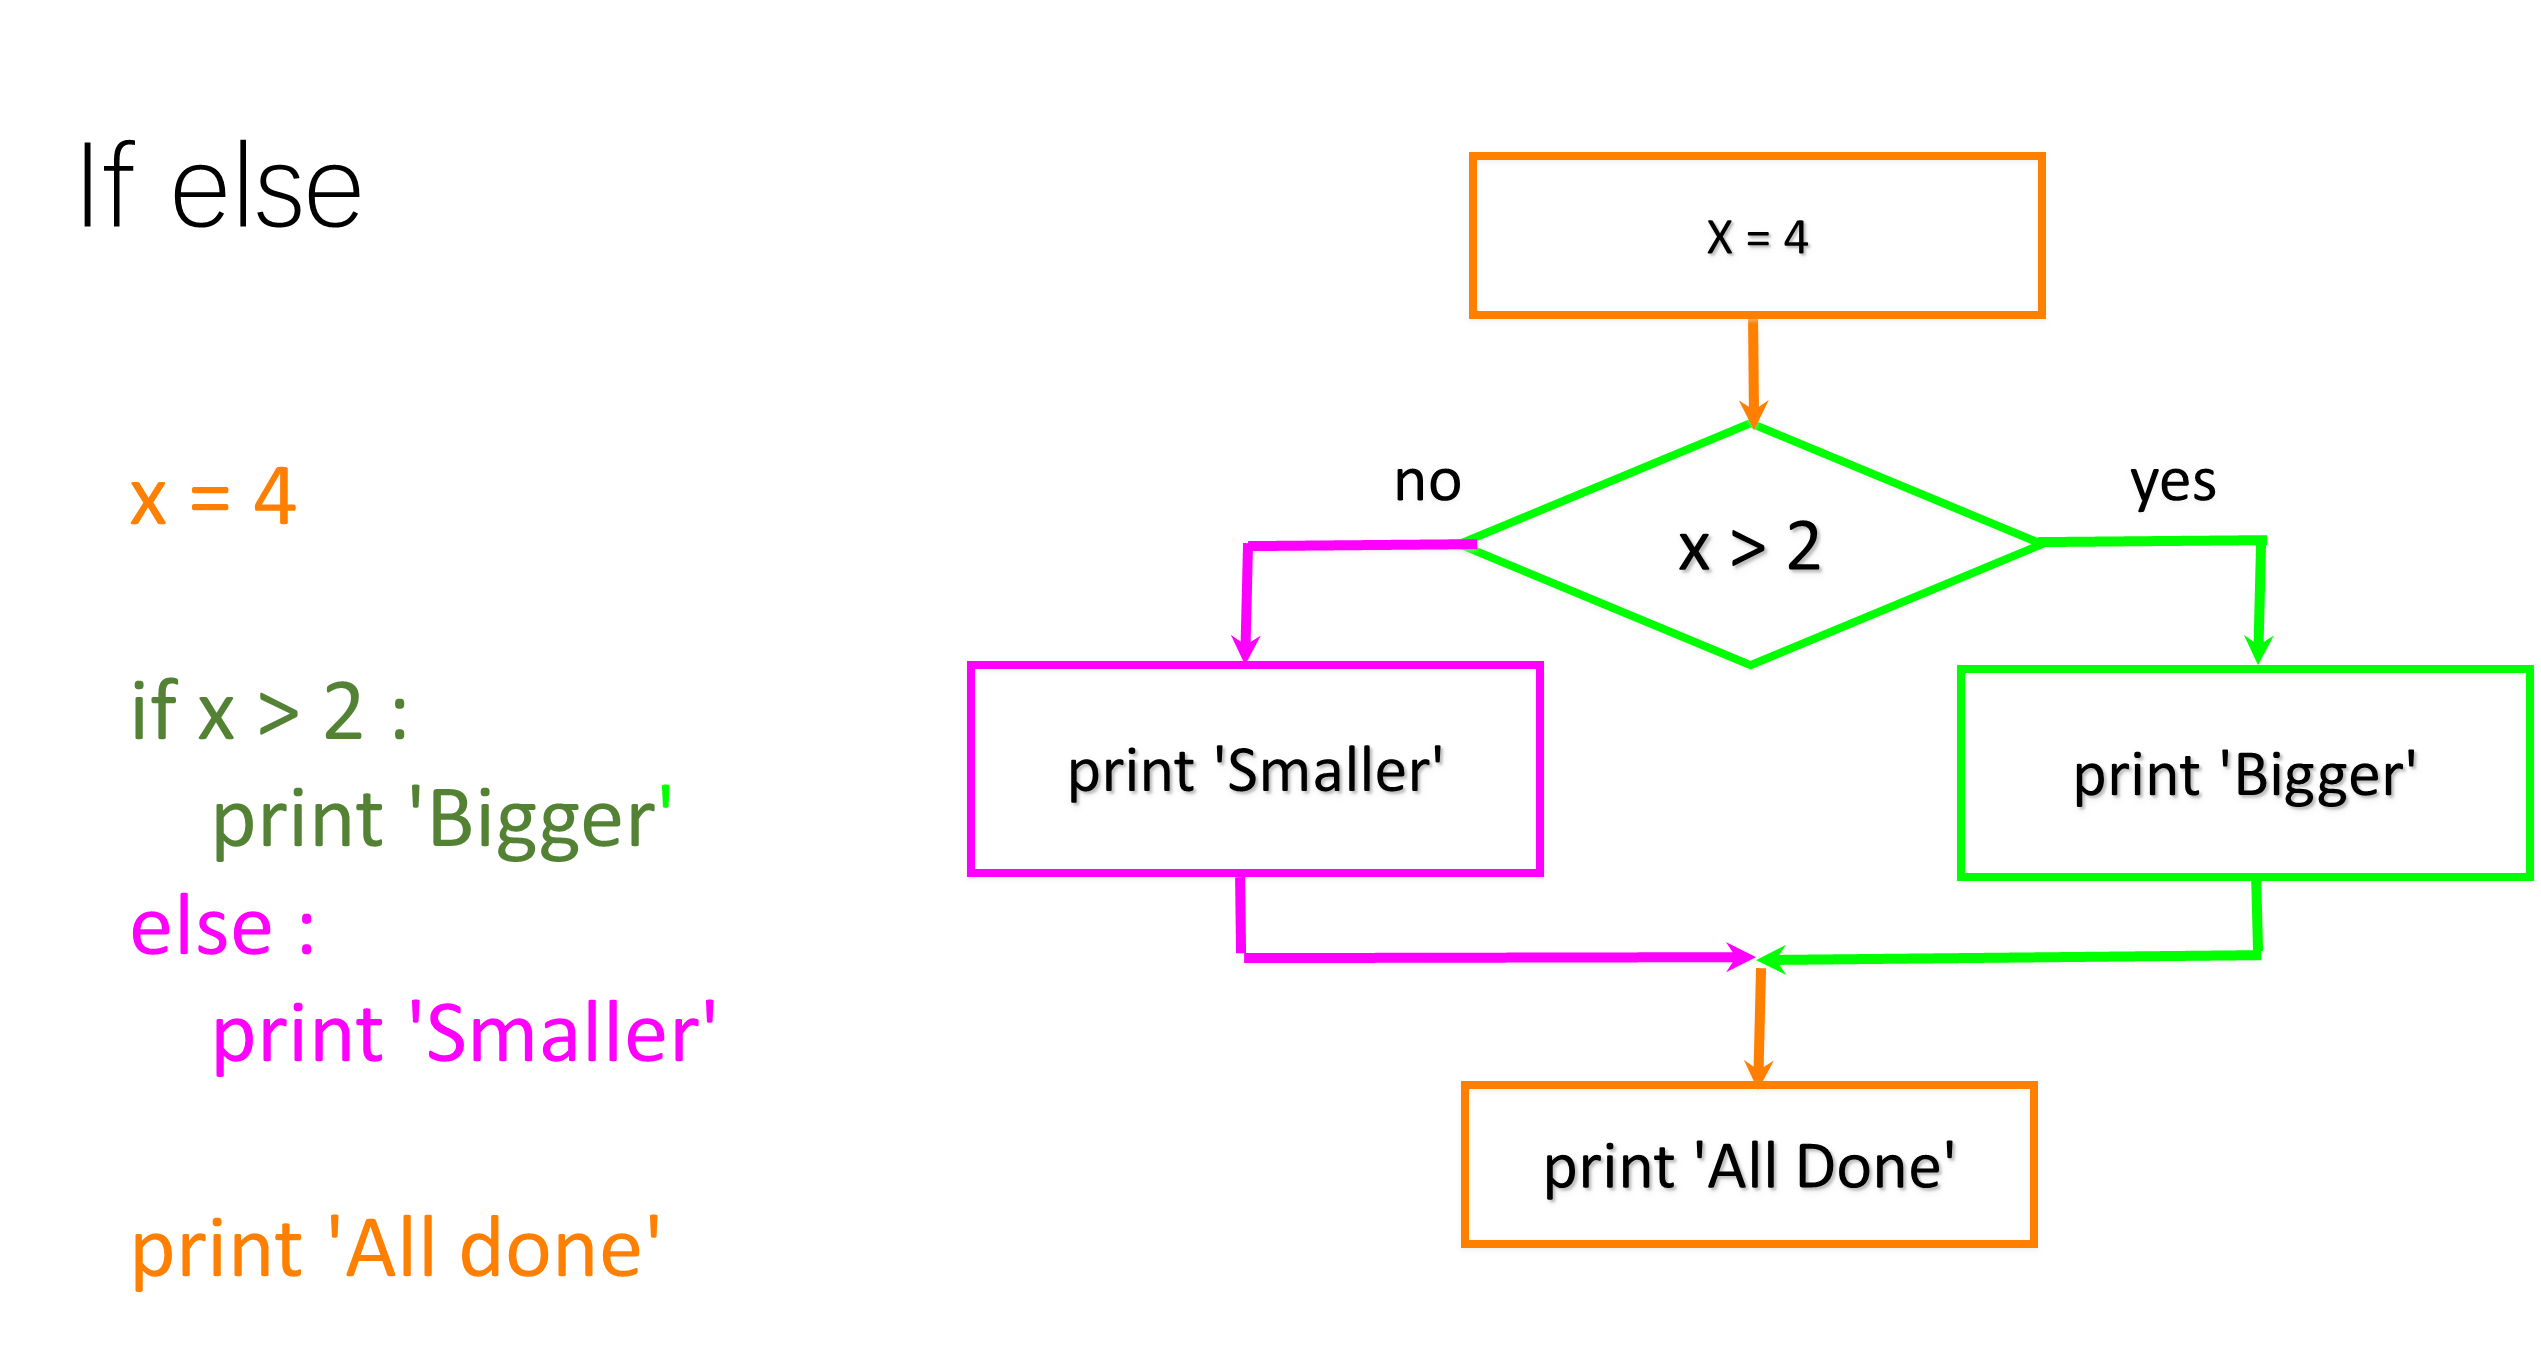 If else
x = 4
if x > 2 :
print 'Bigger'
else :
print 'Smaller'
print 'All done'
X = 4
no
yes
x > 2
print 'Smaller'
print 'Bigger'
print 'All Done'